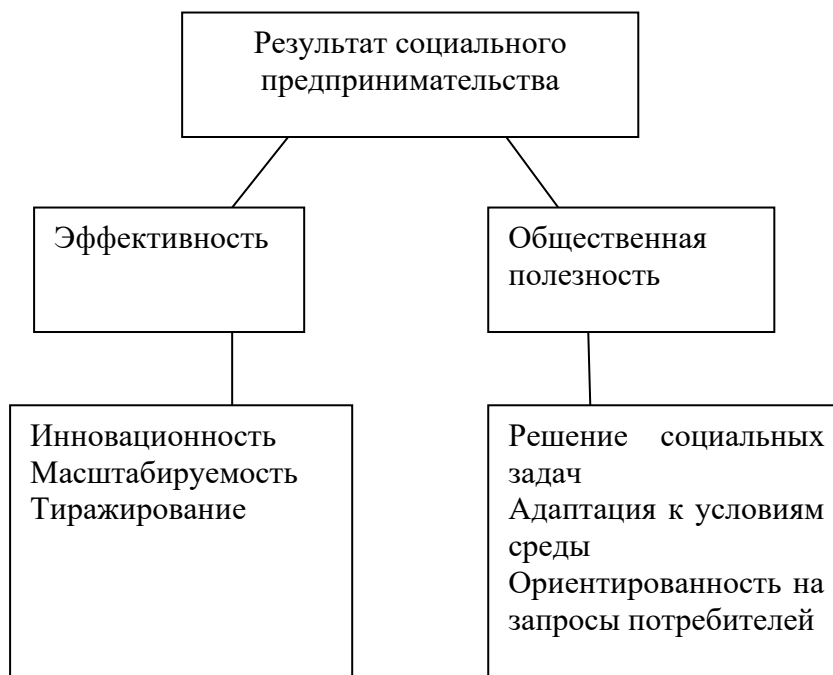 Результат социального
предпринимательства
Эффективность
Общественная
полезность
Инновационность
Масштабируемость
Тиражирование
Решение социальных
задач
Адаптация к условиям
среды
Ориентированность на
запросы потребителей